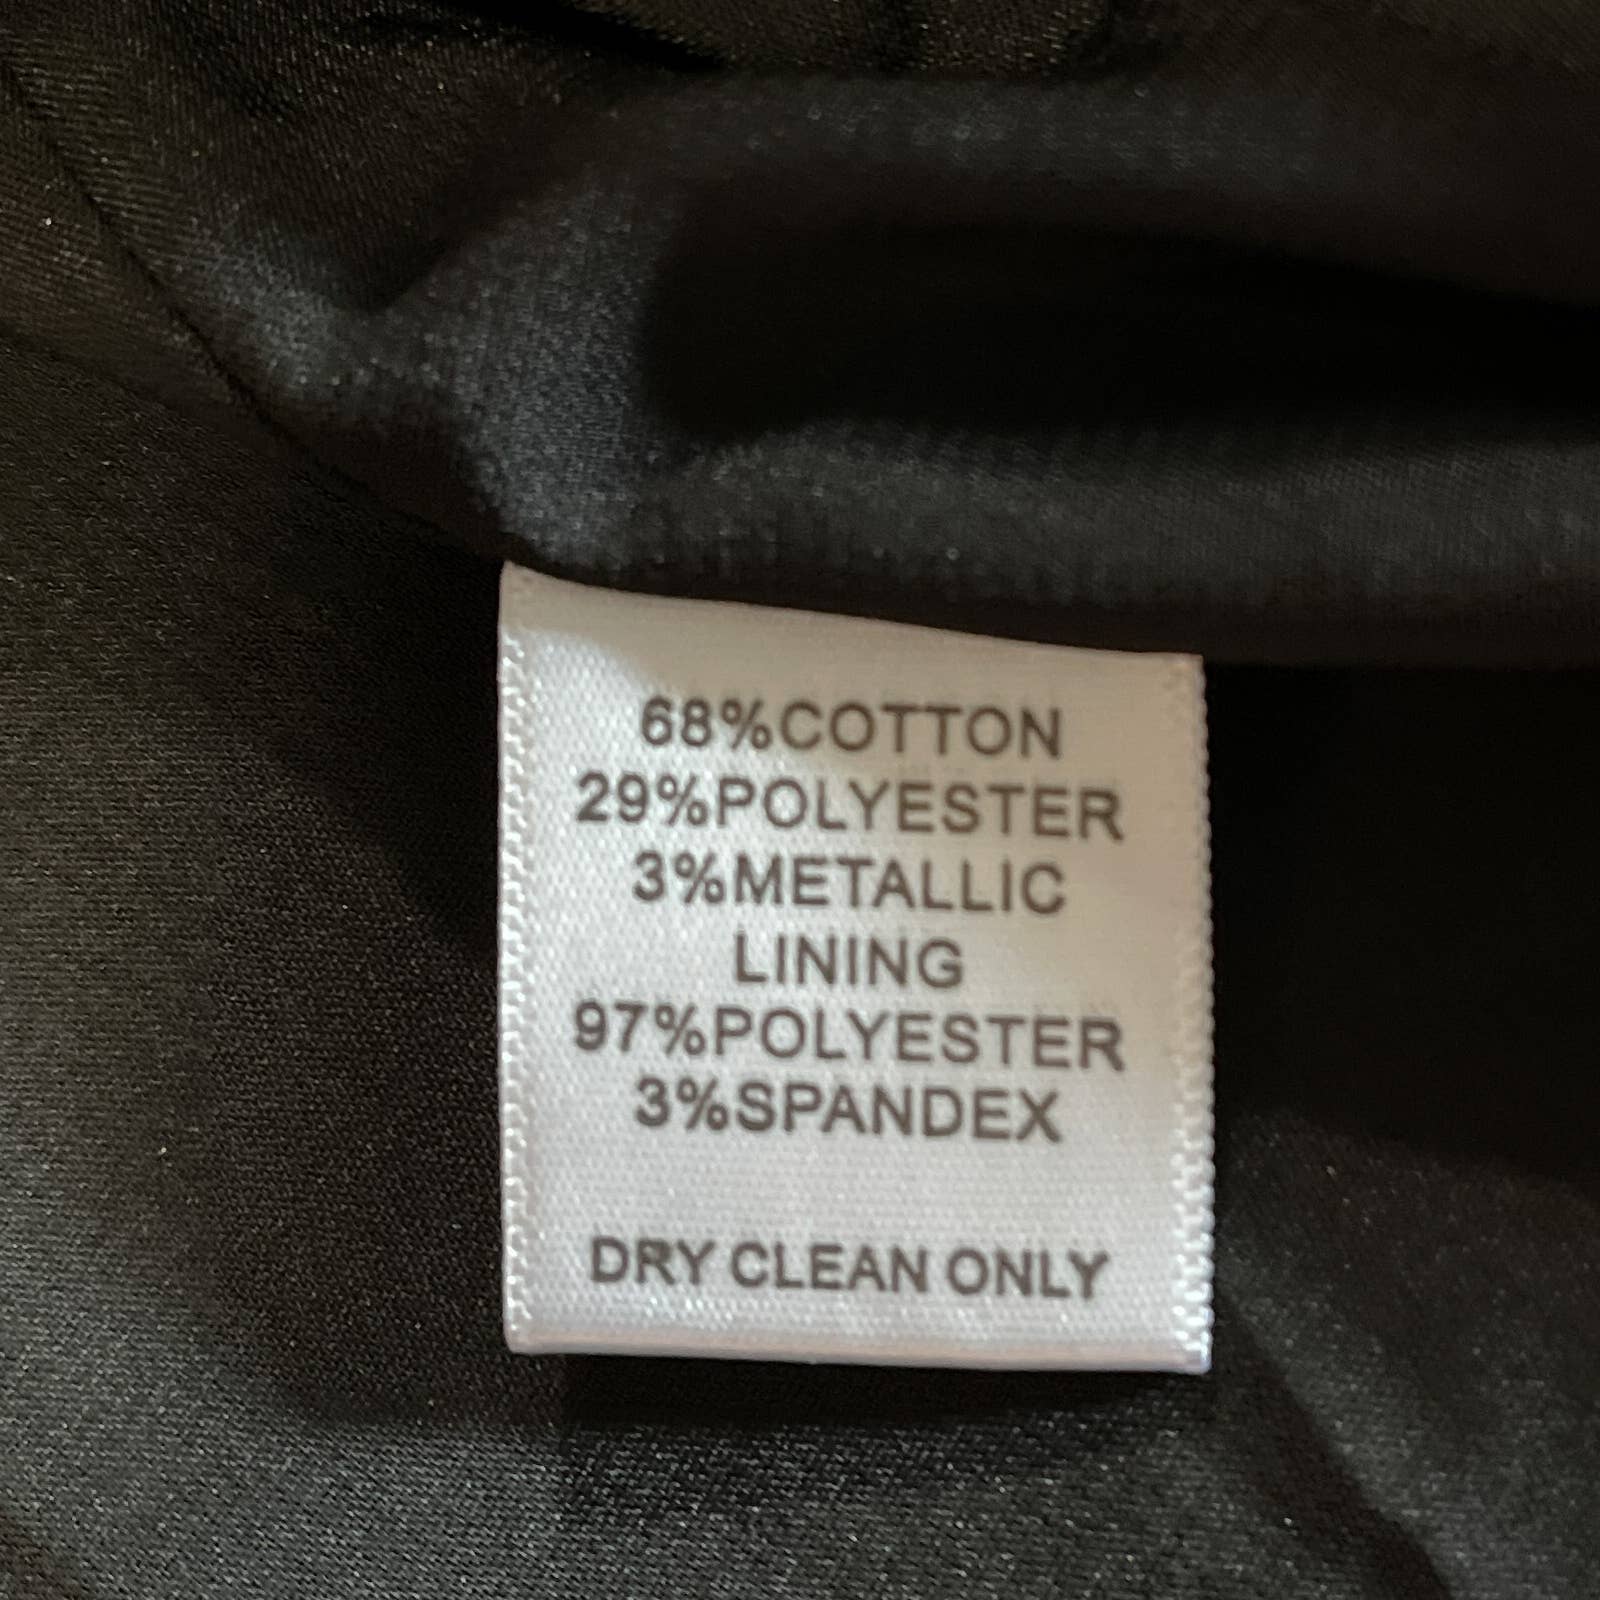 68%COTTON
29%POLYESTER
3%METALLIC
LINING
97%POLYESTER
3%SPANDEX
DRY CLEAN ONLY